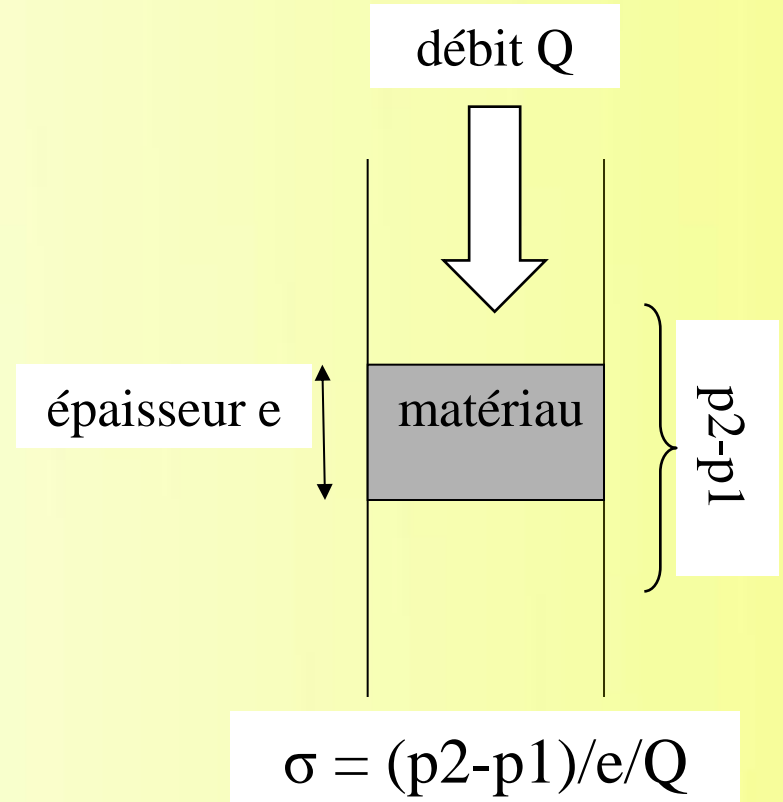 débit Q
épaisseur e
matériau
p2-p1
σ = (p2-p1)/e/Q